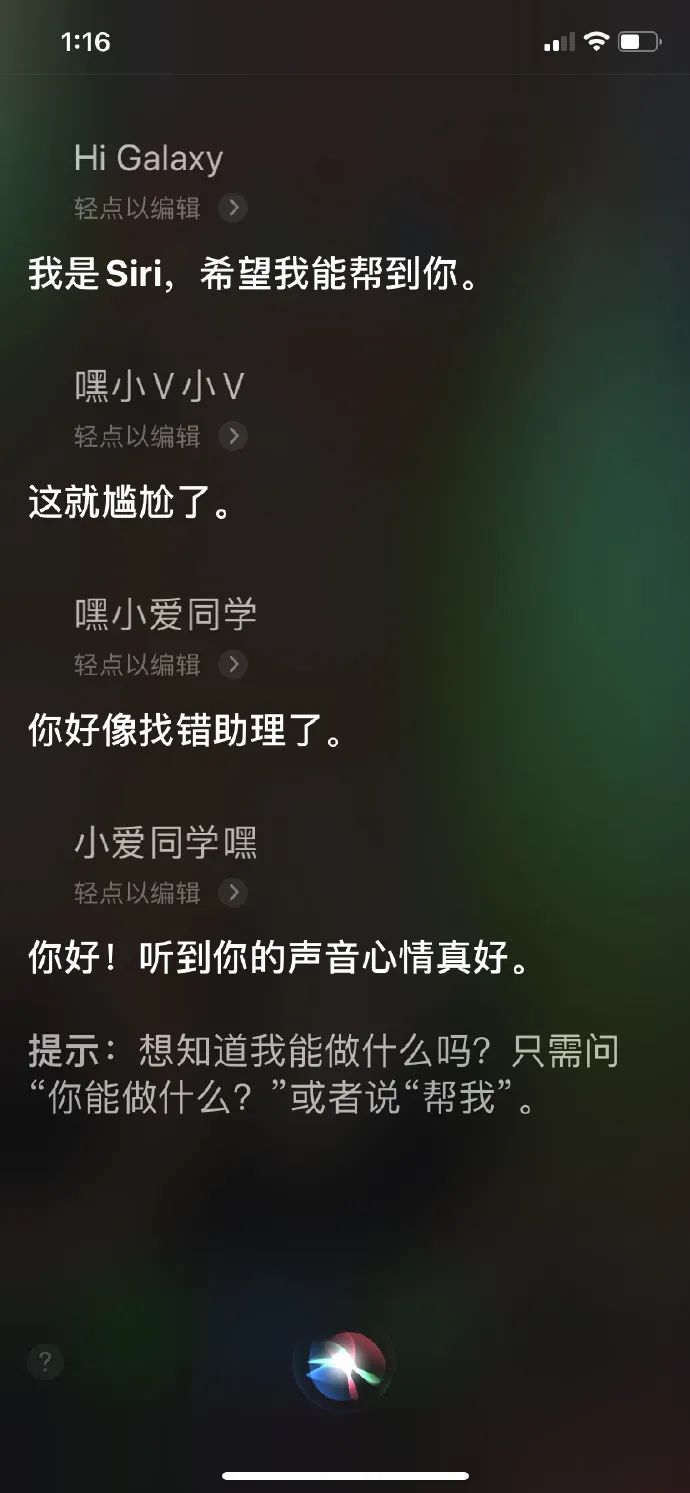 1:16
Hi Galaxy
轻点以编辑
我是Siri，希望我能帮到你。
嘿小V小V
轻点以编辑
这就尴尬了。
嘿小爱同学
轻点以编辑
你好像找错助理了。
小爱同学嘿
轻点以编辑
你好！听到你的声音心情真好。
提示：想知道我能做什么吗？只需问
“你能做什么？”或者说“帮我”。
?